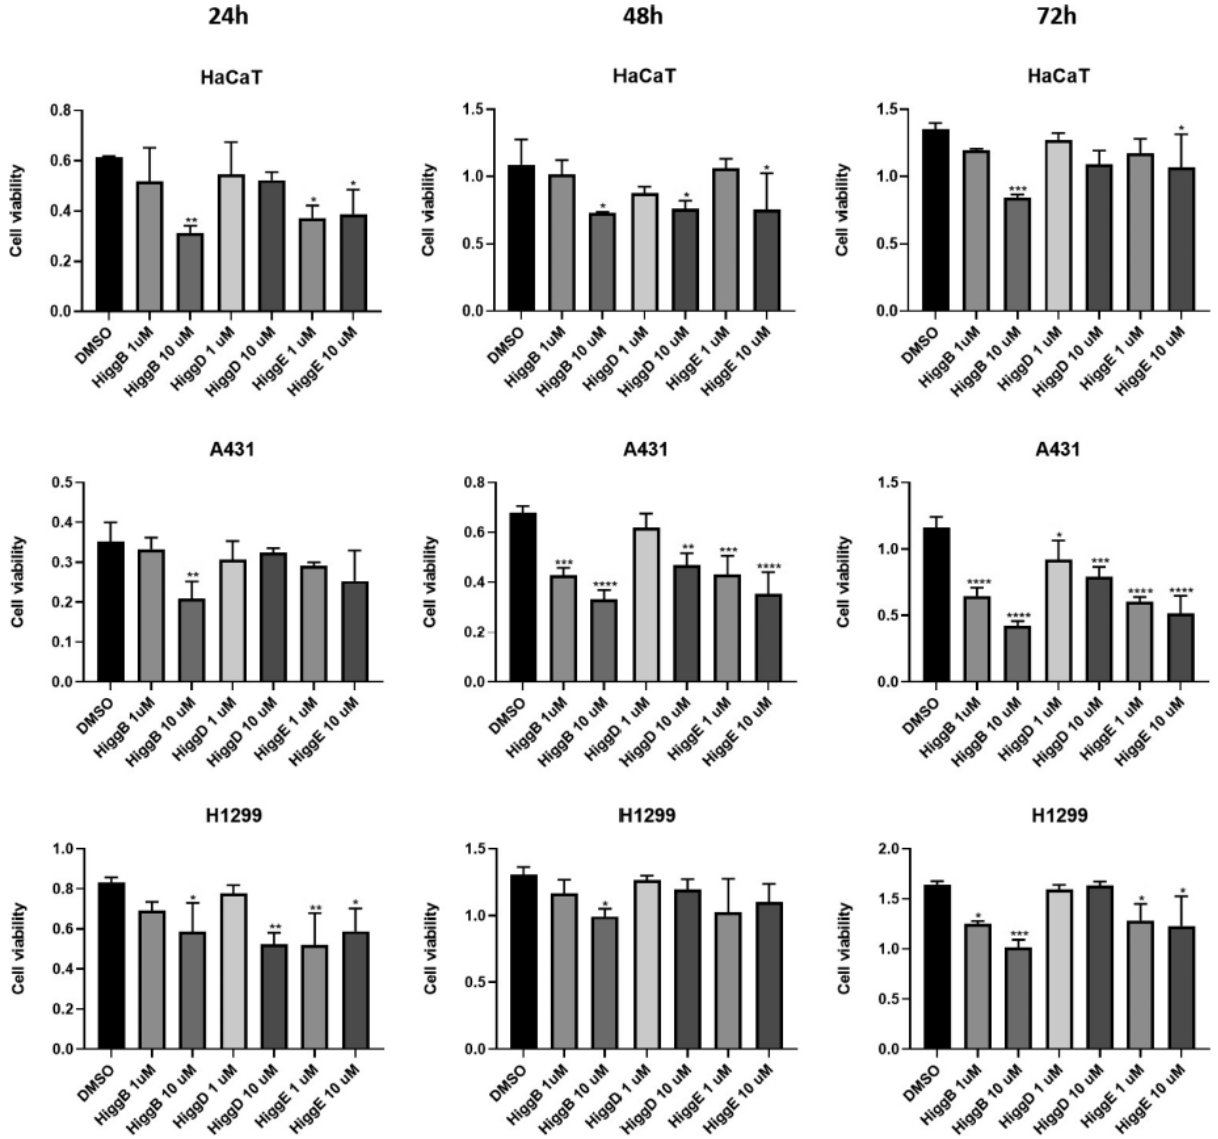 24h
48h
72h
HaCaT
Cell viability
0.8
0.6
0.4
0.2
0.0
**
*
*
DMSO
HiggB 1uM
HiggB 10 uM
HiggD 1 uM
HiggD 10 uM
HiggE 1 uM
HiggE 10 uM
HaCaT
Cell viability
1.5
1.0
0.5
0.0
*
*
*
DMSO
HiggB 1uM
HiggB 10 uM
HiggD 1 uM
HiggD 10 uM
HiggE 1 uM
HiggE 10 uM
HaCaT
Cell viability
1.5
1.0
0.5
0.0
***
*
DMSO
HiggB 1uM
HiggB 10 uM
HiggD 1 uM
HiggD 10 uM
HiggE 1 uM
HiggE 10 uM
A431
Cell viability
0.5
0.4
0.3
0.2
0.1
0.0
**
DMSO
HiggB 1uM
HiggB 10 uM
HiggD 1 uM
HiggD 10 uM
HiggE 1 uM
HiggE 10 uM
A431
Cell viability
0.8
0.6
0.4
0.2
0.0
***
****
**
***
****
DMSO
HiggB 1uM
HiggB 10 uM
HiggD 1 uM
HiggD 10 uM
HiggE 1 uM
HiggE 10 uM
A431
Cell viability
1.5
1.0
0.5
0.0
****
****
*
***
****
****
DMSO
HiggB 1uM
HiggB 10 uM
HiggD 1 uM
HiggD 10 uM
HiggE 1 uM
HiggE 10 uM
H1299
Cell viability
1.0
0.8
0.6
0.4
0.2
0.0
*
**
**
*
DMSO
HiggB 1uM
HiggB 10 uM
HiggD 1 uM
HiggD 10 uM
HiggE 1 uM
HiggE 10 uM
H1299
Cell viability
1.5
1.0
0.5
0.0
*
DMSO
HiggB 1uM
HiggB 10 uM
HiggD 1 uM
HiggD 10 uM
HiggE 1 uM
HiggE 10 uM
H1299
Cell viability
2.0
1.5
1.0
0.5
0.0
*
***
*
*
DMSO
HiggB 1uM
HiggB 10 uM
HiggD 1 uM
HiggD 10 uM
HiggE 1 uM
HiggE 10 uM